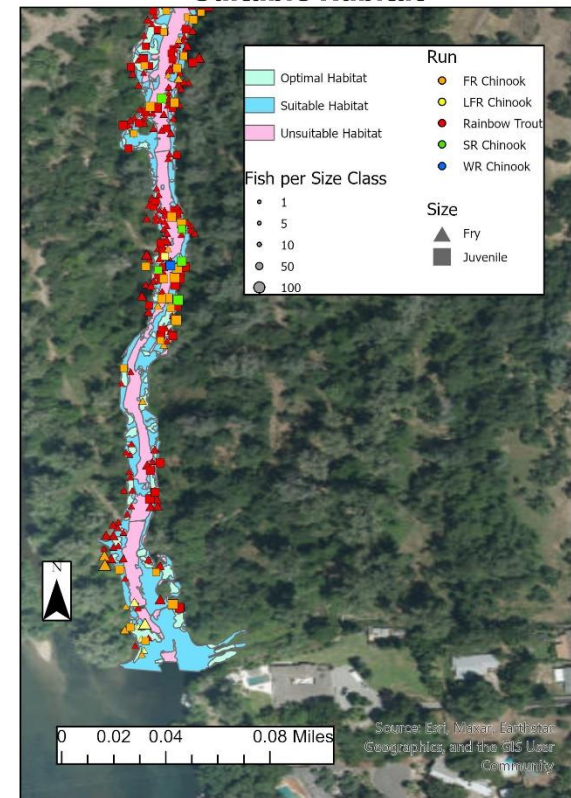 Optimal Habitat
Suitable Habitat
Unsuitable Habitat
Fish per Size Class
1
5
10
50
100
Run
FR Chinook
LFR Chinook
Rainbow Trout
SR Chinook
WR Chinook
Size
Fry
Juvenile
N
0 0.02 0.04 0.08 Miles
Source: Esri, Maxar, Earthstar
Geographics, and the GIS User
Community